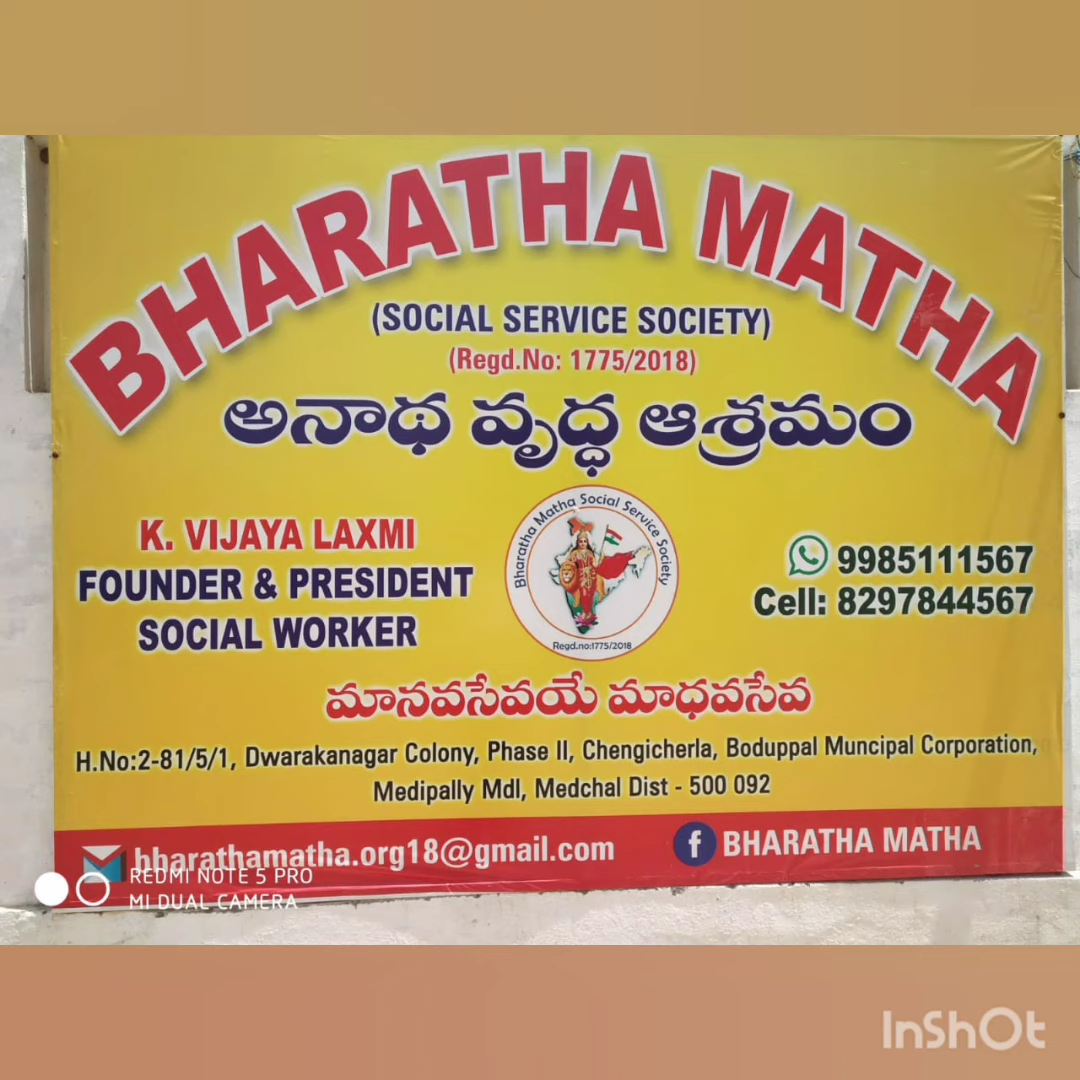 BHARATHA MATHA
(SOCIAL SERVICE SOCIETY)
(Regd.No: 1775/2018)
అనాథ వృద్ధ ఆశ్రమం
K. VIJAYA LAXMI
FOUNDER & PRESIDENT
SOCIAL WORKER
Bharatha Matha Social Service Society
Regd.no:1775/2018
9985111567
Cell: 8297844567
మానవసేవయే మాధవసేవ
H.No:2-81/5/1, Dwarakanagar Colony, Phase II, Chengicherla, Boduppal Muncipal Corporation,
Medipally Mdl, Medchal Dist - 500 092
bharathamatha.org18@gmail.com
f BHARATHA MATHA
REDMI NOTE 5 PRO
MI DUAL CAMERA
InShOt